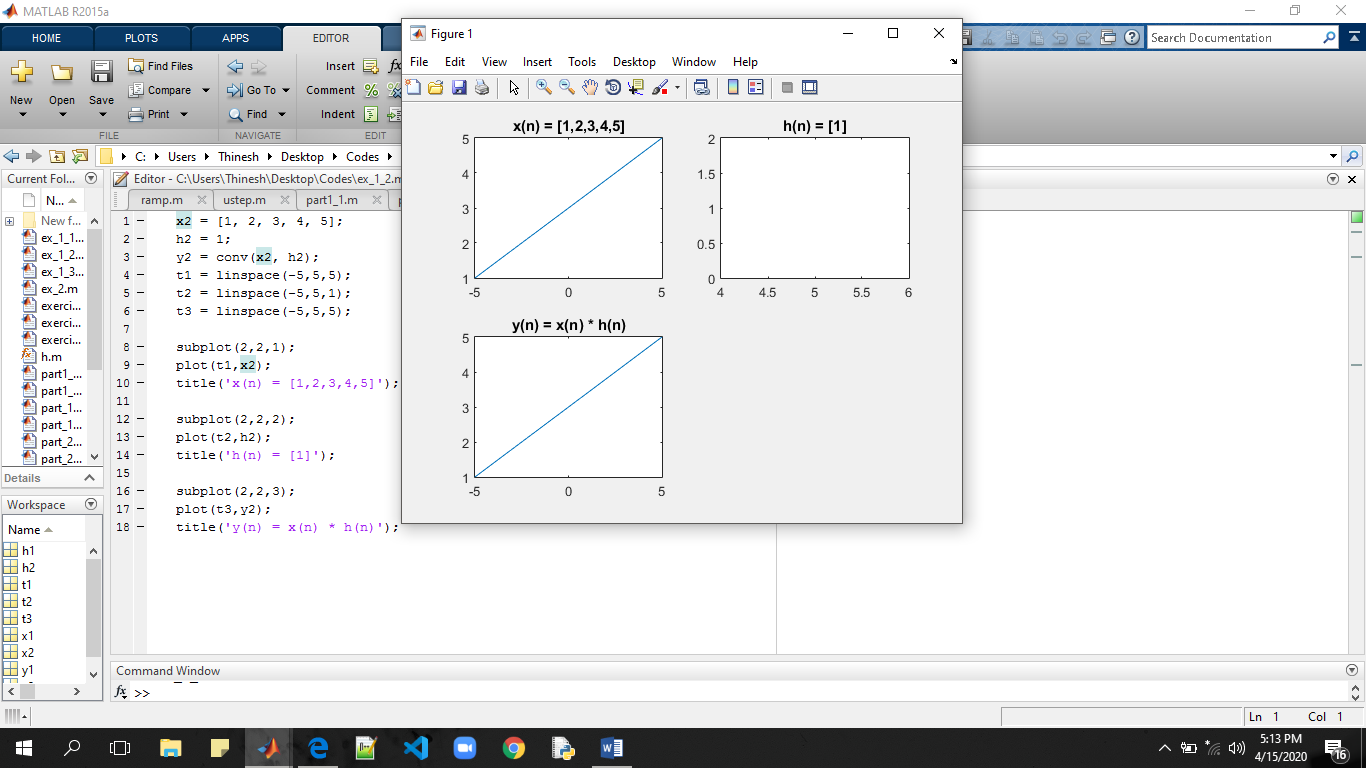 MATLAB R2015a
HOME PLOTS APPS EDITOR
Search Documentation
New Open Save
Find Files
Compare
Print
Go To
Find
Insert
Comment
Indent
FILE NAVIGATE EDIT
C: Users Thinesh Desktop Codes
Current Fol...
N...
New f...
ex_1_1...
ex_1_2...
ex_1_3...
ex_2.m
exerci...
exerci...
exerci...
h.m
part1_...
part1_...
part_1...
part_1...
part_2...
part_2...
Details
Workspace
Name
h1
h2
t1
t2
t3
x1
x2
y1
Editor - C:\Users\Thinesh\Desktop\Codes\ex_1_2.m
ramp.m ustep.m part1_1.m
1 x2 = [1, 2, 3, 4, 5];
2 h2 = 1;
3 y2 = conv(x2, h2);
4 t1 = linspace(-5,5,5);
5 t2 = linspace(-5,5,1);
6 t3 = linspace(-5,5,5);
7
8 subplot(2,2,1);
9 plot(t1,x2);
10 title('x(n) = [1,2,3,4,5]');
11
12 subplot(2,2,2);
13 plot(t2,h2);
14 title('h(n) = [1]');
15
16 subplot(2,2,3);
17 plot(t3,y2);
18 title('y(n) = x(n) * h(n)');
Figure 1
File Edit View Insert Tools Desktop Window Help
x(n) = [1,2,3,4,5]
5
4
3
2
1
-5 0 5
h(n) = [1]
2
1.5
1
0.5
0
4 4.5 5 5.5 6
y(n) = x(n) * h(n)
5
4
3
2
1
-5 0 5
Command Window
fx >>
Ln 1 Col 1
5:13 PM
4/15/2020
16